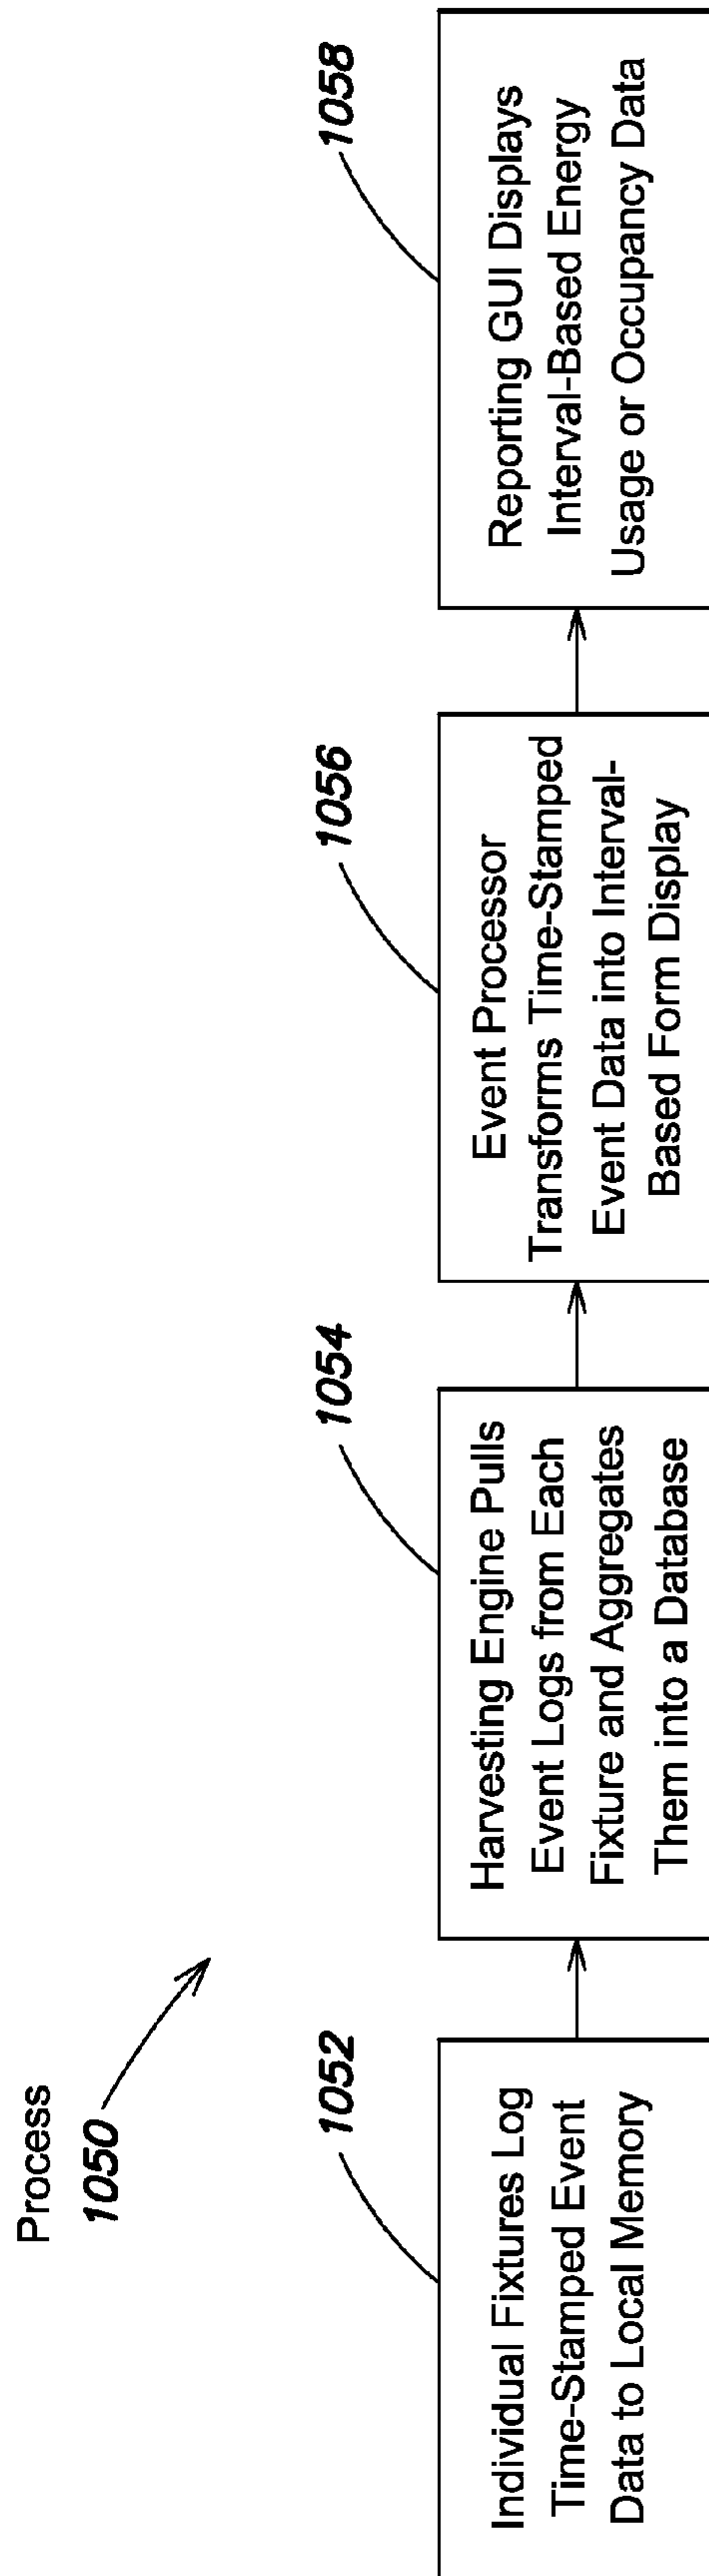 Process
1050
1052
Individual Fixtures Log
Time-Stamped Event
Data to Local Memory
1054
Harvesting Engine Pulls
Event Logs from Each
Fixture and Aggregates
Them into a Database
1056
Event Processor
Transforms Time-Stamped
Event Data into Interval-
Based Form Display
1058
Reporting GUI Displays
Interval-Based Energy
Usage or Occupancy Data